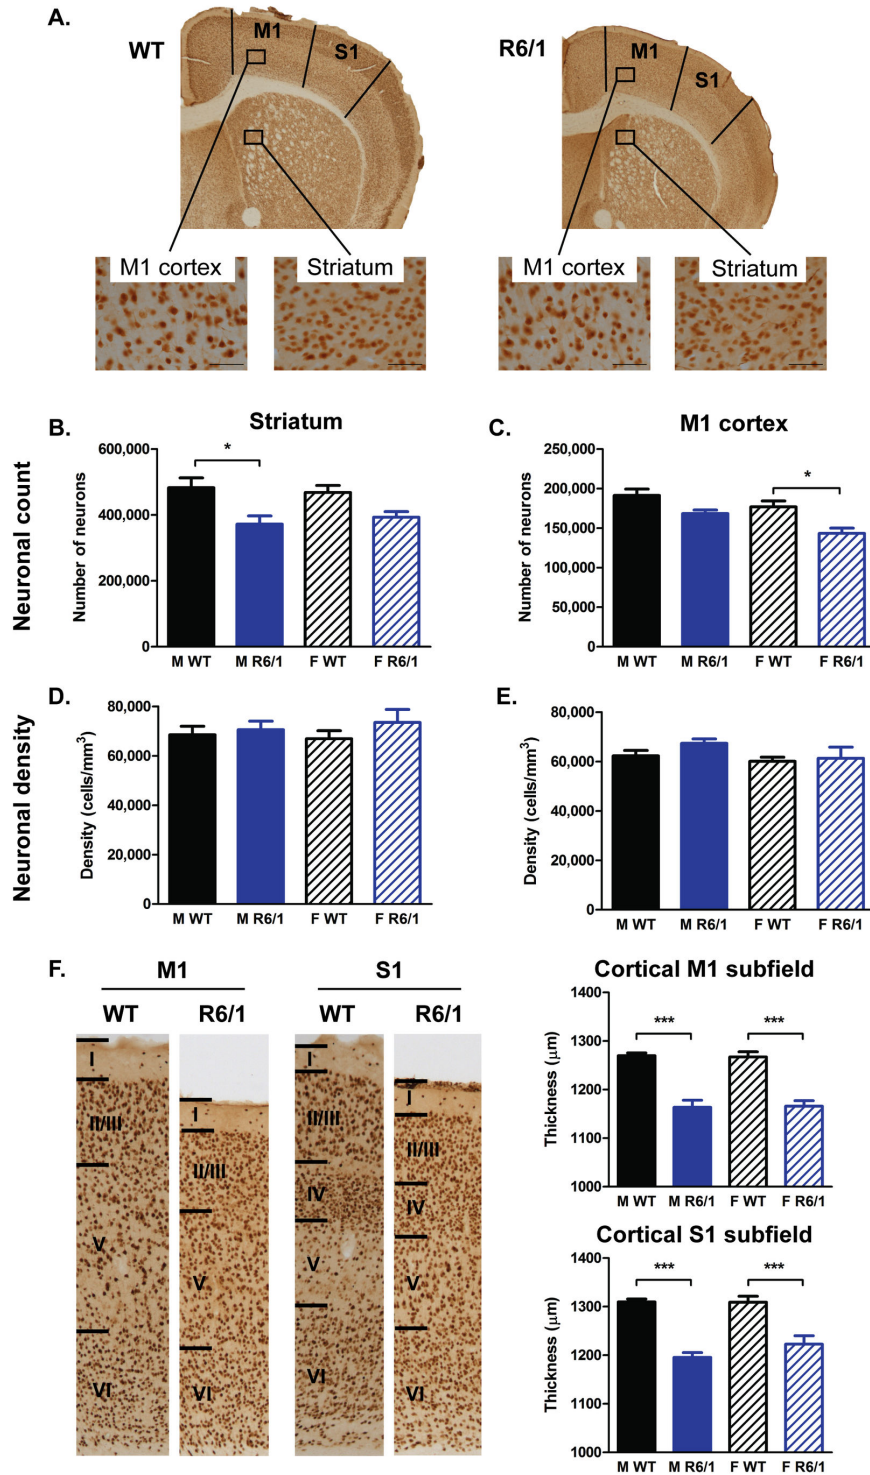 A.
WT
M1
S1
R6/1
M1
S1
M1 cortex
Striatum
M1 cortex
Striatum
Neuronal count
B.
Striatum
Number of neurons
600,000
400,000
200,000
0
M WT
M R6/1
F WT
F R6/1
*
C.
M1 cortex
Number of neurons
250,000
200,000
150,000
100,000
50,000
0
M WT
M R6/1
F WT
F R6/1
*
Neuronal density
D.
Density (cells/mm³)
80,000
60,000
40,000
20,000
0
M WT
M R6/1
F WT
F R6/1
E.
Density (cells/mm³)
80,000
60,000
40,000
20,000
0
M WT
M R6/1
F WT
F R6/1
F.
M1
WT
R6/1
S1
WT
R6/1
I
II/III
V
VI
I
II/III
V
VI
I
II/III
IV
V
VI
I
II/III
IV
V
VI
Cortical M1 subfield
Thickness (μm)
1400
1300
1200
1100
1000
***
***
M WT
M R6/1
F WT
F R6/1
Cortical S1 subfield
Thickness (μm)
1400
1300
1200
1100
1000
***
***
M WT
M R6/1
F WT
F R6/1